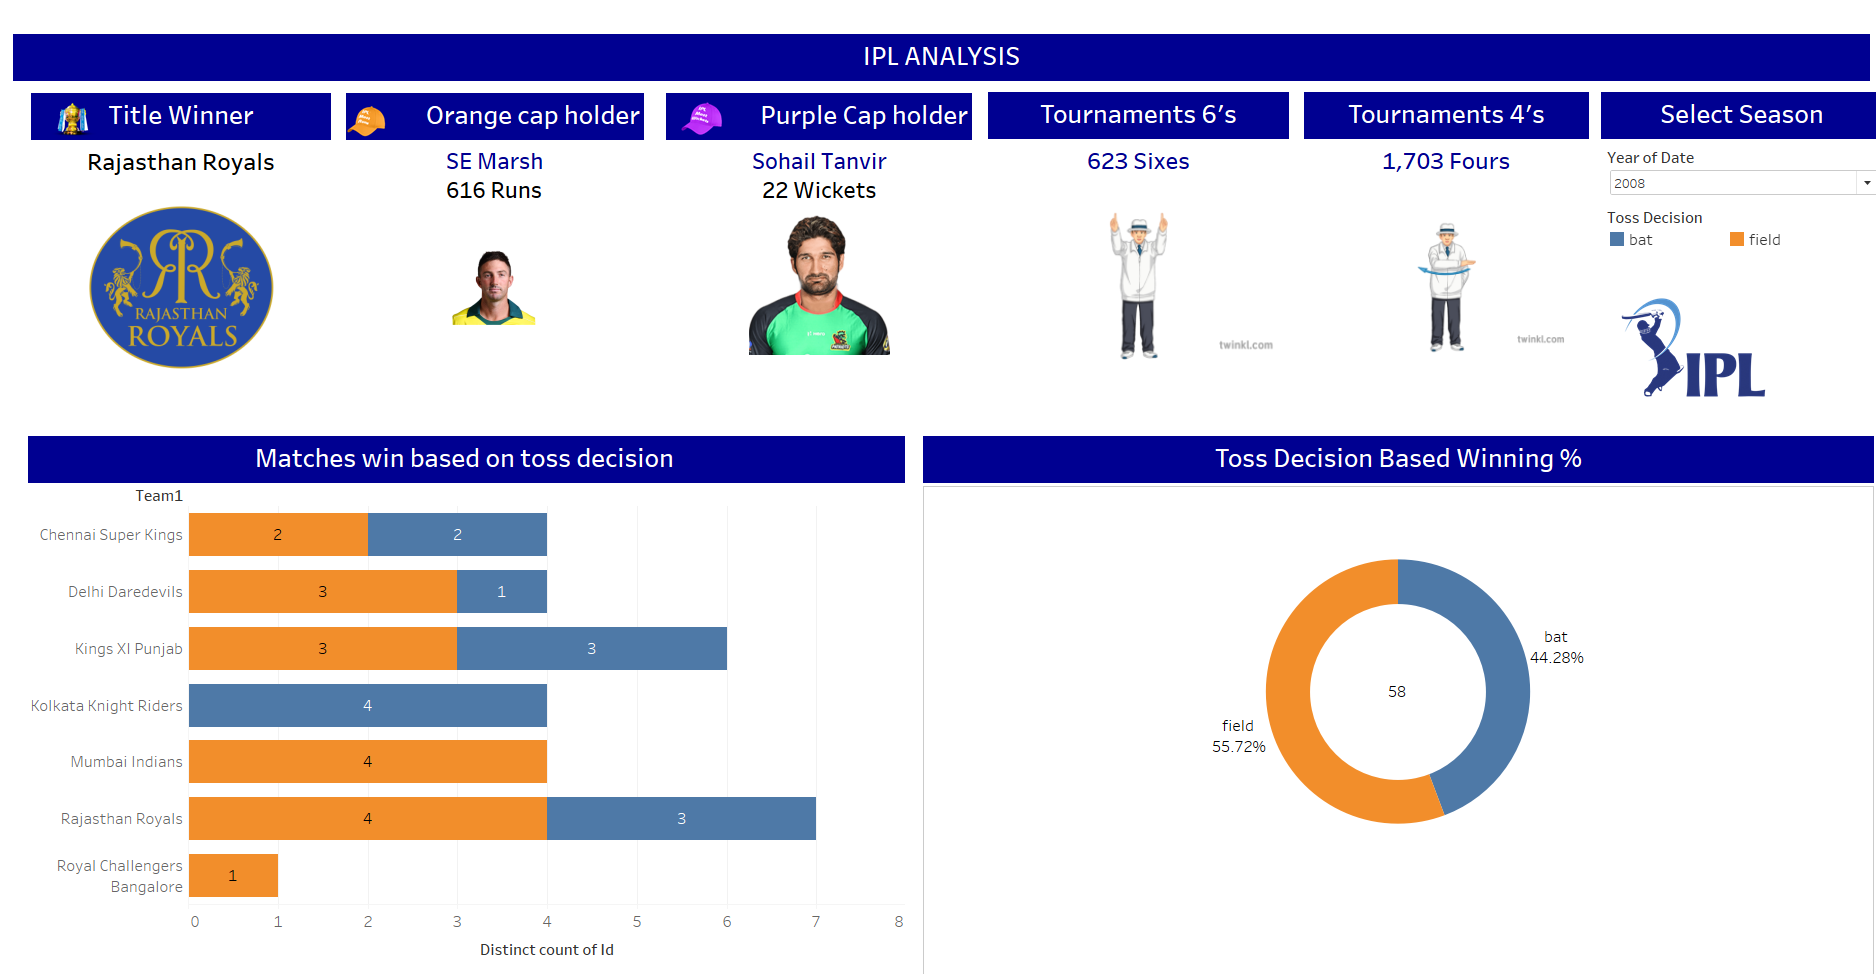 IPL ANALYSIS
Title Winner
Orange cap holder
Purple Cap holder
Tournaments 6’s
Tournaments 4’s
Select Season
Rajasthan Royals
SE Marsh
616 Runs
Sohail Tanvir
22 Wickets
623 Sixes
1,703 Fours
Year of Date
2008
Toss Decision
bat
field
RR
RAJASTHAN
ROYALS
twinkl.com
twinkl.com
IPL
Matches win based on toss decision
Team1
Chennai Super Kings
2
2
Delhi Daredevils
3
1
Kings XI Punjab
3
3
Kolkata Knight Riders
4
Mumbai Indians
4
Rajasthan Royals
4
3
Royal Challengers
Bangalore
1
0 1 2 3 4 5 6 7 8
Distinct count of Id
Toss Decision Based Winning %
bat
44.28%
58
field
55.72%